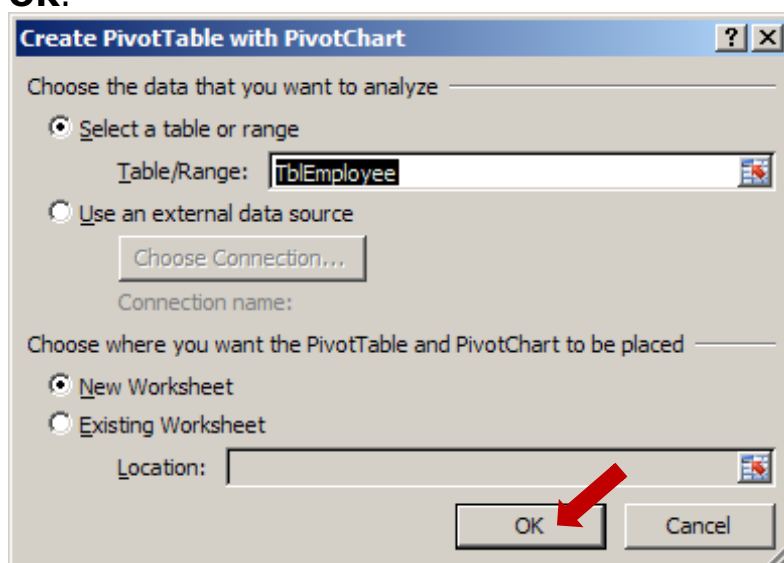 OK.
Create PivotTable with PivotChart
Choose the data that you want to analyze
Select a table or range
Table/Range: TblEmployee
Use an external data source
Choose Connection...
Connection name:
Choose where you want the PivotTable and PivotChart to be placed
New Worksheet
Existing Worksheet
Location:
OK Cancel